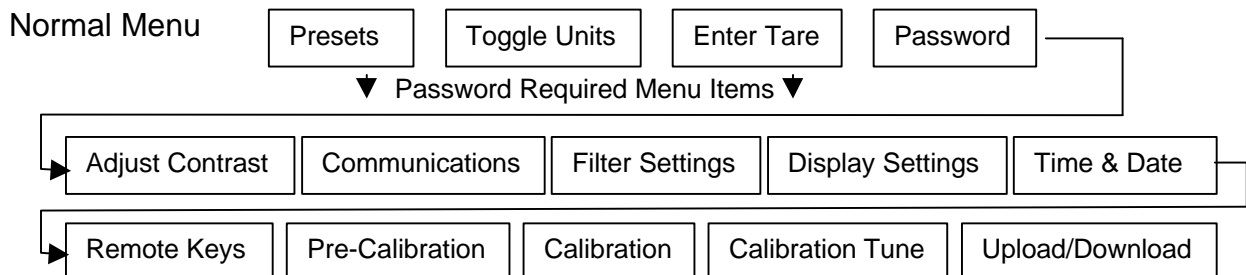 Normal Menu Presets Toggle Units Enter Tare Password
Password Required Menu Items
Adjust Contrast Communications Filter Settings Display Settings Time & Date
Remote Keys Pre-Calibration Calibration Calibration Tune Upload/Download